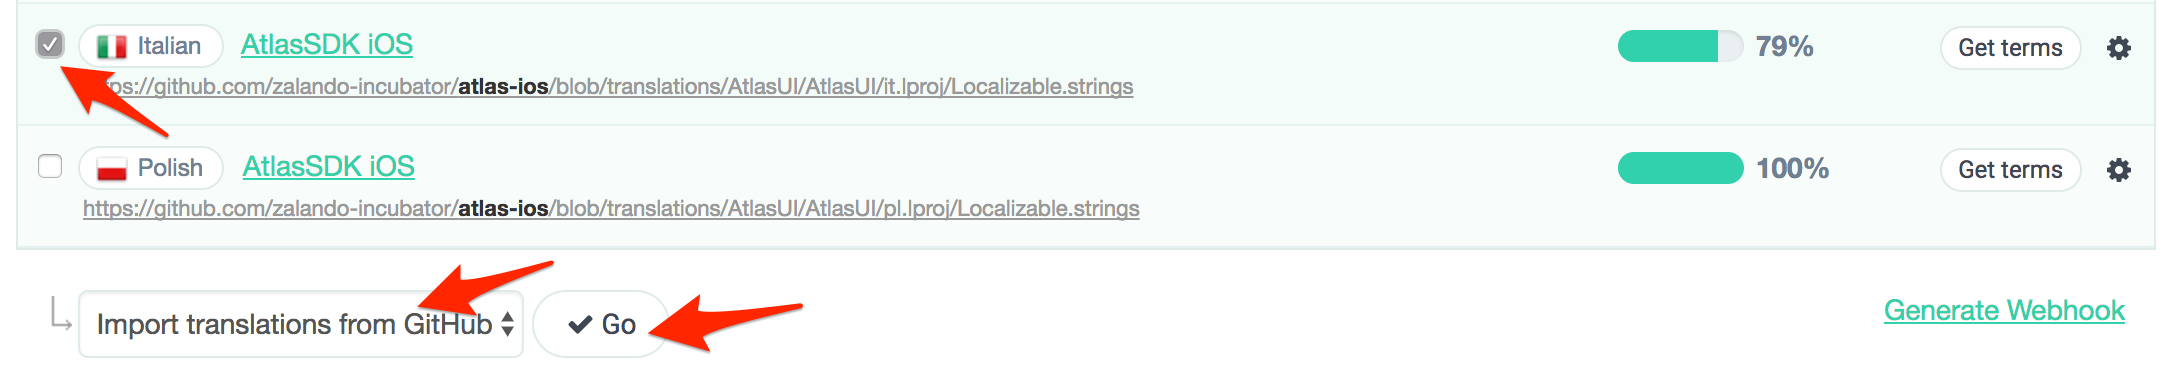 Italian AtlasSDK iOS 79% Get terms
ps://github.com/zalando-incubator/atlas-ios/blob/translations/AtlasUI/AtlasUI/it.lproj/Localizable.strings
Polish AtlasSDK iOS 100% Get terms
https://github.com/zalando-incubator/atlas-ios/blob/translations/AtlasUI/AtlasUI/pl.lproj/Localizable.strings
Import translations from GitHub Go Generate Webhook